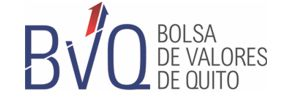 BVQ
BOLSA
DE VALORES
DE QUITO